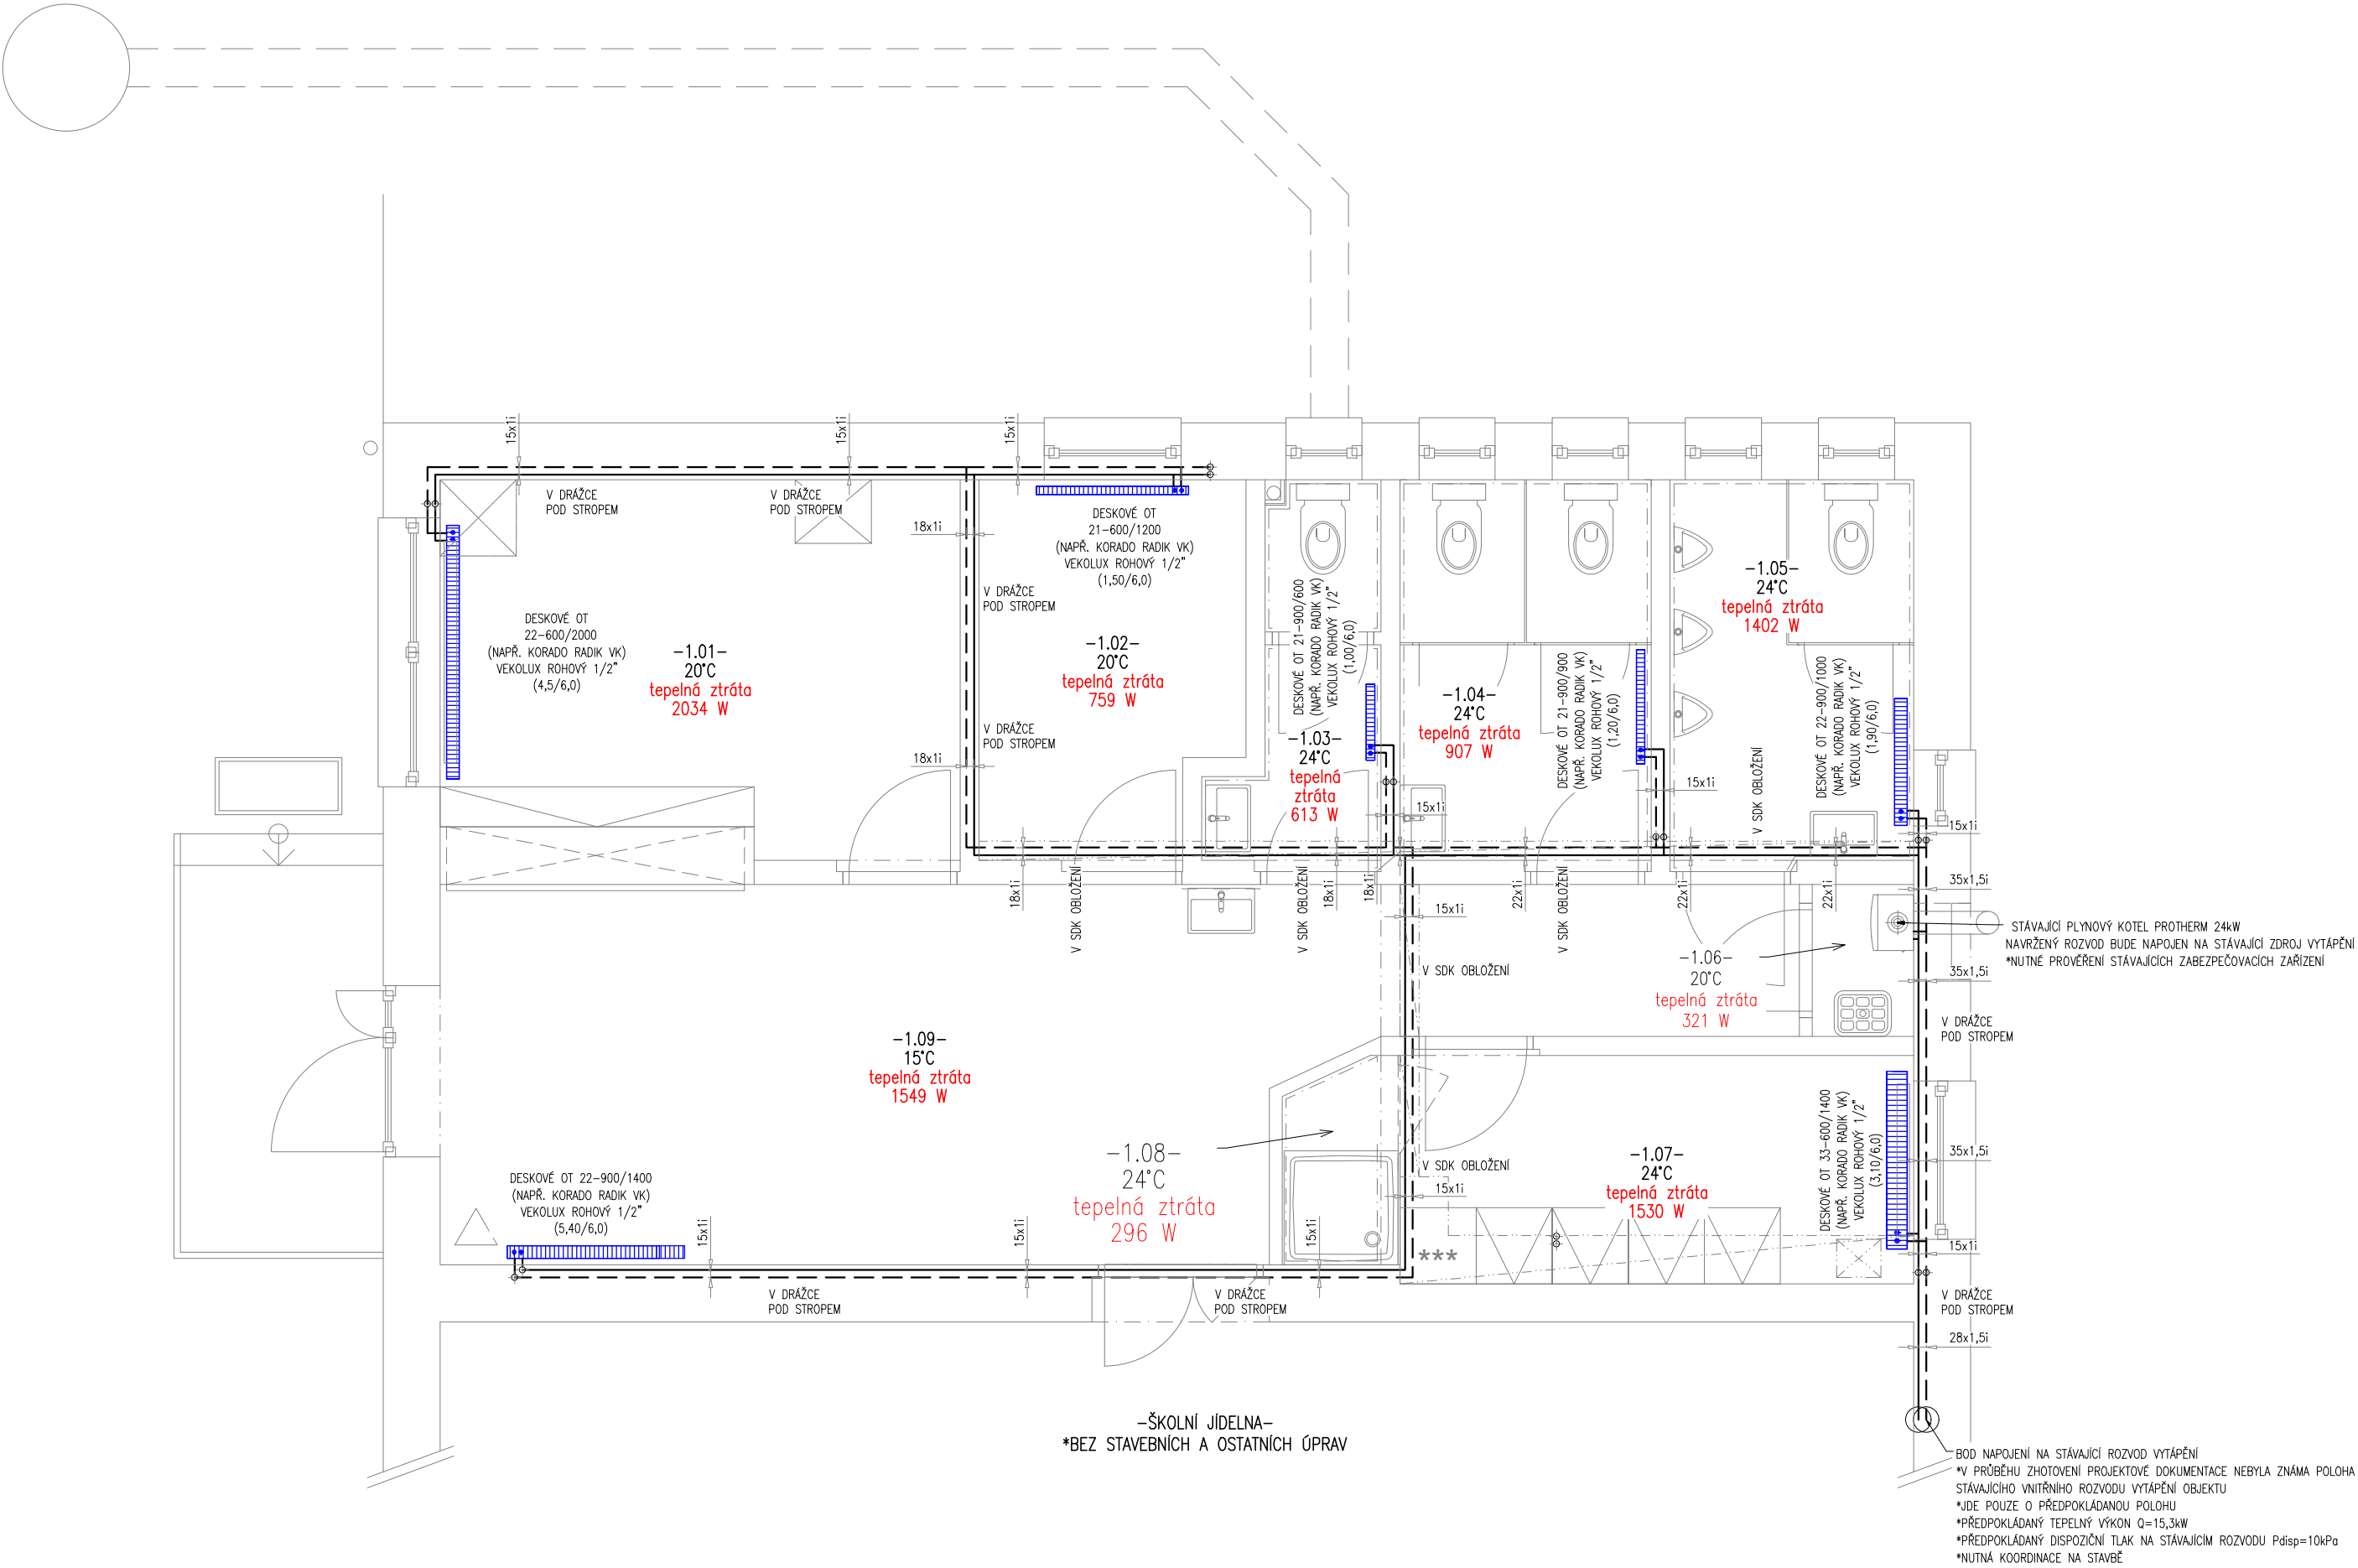 15x1i
15x1i
15x1i
V DRÁŽCE
POD STROPEM
V DRÁŽCE
POD STROPEM
18x1i
DESKOVÉ OT
21-600/1200
(NAPŘ. KORADO RADIK VK)
VEKOLUX ROHOVÝ 1/2"
(1,50/6,0)
V DRÁŽCE
POD STROPEM
DESKOVÉ OT
22-600/2000
(NAPŘ. KORADO RADIK VK)
VEKOLUX ROHOVÝ 1/2"
(4,5/6,0)
-1.01-
20°C
tepelná ztráta
2034 W
-1.02-
20°C
tepelná ztráta
759 W
V DRÁŽCE
POD STROPEM
18x1i
DESKOVÉ OT 21-900/600
(NAPŘ. KORADO RADIK VK)
VEKOLUX ROHOVÝ 1/2"
(1,00/6,0)
-1.03-
24°C
tepelná
ztráta
613 W
-1.04-
24°C
tepelná ztráta
907 W
15x1i
DESKOVÉ OT 21-900/900
(NAPŘ. KORADO RADIK VK)
VEKOLUX ROHOVÝ 1/2"
(1,20/6,0)
15x1i
-1.05-
24°C
tepelná ztráta
1402 W
V SDK OBLOŽENÍ
DESKOVÉ OT 22-900/1000
(NAPŘ. KORADO RADIK VK)
VEKOLUX ROHOVÝ 1/2"
(1,90/6,0)
15x1i
18x1i
V SDK OBLOŽENÍ
V SDK OBLOŽENÍ
18x1i
18x1i
15x1i
22x1i
V SDK OBLOŽENÍ
22x1i
22x1i
35x1,5i
STÁVAJÍCÍ PLYNOVÝ KOTEL PROTHERM 24kW
NAVRŽENÝ ROZVOD BUDE NAPOJEN NA STÁVAJÍCÍ ZDROJ VYTÁPĚNÍ
*NUTNÉ PROVĚŘENÍ STÁVAJÍCÍCH ZABEZPEČOVACÍCH ZAŘÍZENÍ
V SDK OBLOŽENÍ
-1.06-
20°C
tepelná ztráta
321 W
35x1,5i
V DRÁŽCE
POD STROPEM
-1.09-
15°C
tepelná ztráta
1549 W
-1.08-
24°C
tepelná ztráta
296 W
V SDK OBLOŽENÍ
15x1i
-1.07-
24°C
tepelná ztráta
1530 W
DESKOVÉ OT 33-600/1400
(NAPŘ. KORADO RADIK VK)
VEKOLUX ROHOVÝ 1/2"
(3,10/6,0)
35x1,5i
DESKOVÉ OT 22-900/1400
(NAPŘ. KORADO RADIK VK)
VEKOLUX ROHOVÝ 1/2"
(5,40/6,0)
15x1i
15x1i
15x1i
***
15x1i
V DRÁŽCE
POD STROPEM
V DRÁŽCE
POD STROPEM
V DRÁŽCE
POD STROPEM
28x1,5i
-ŠKOLNÍ JÍDELNA-
*BEZ STAVEBNÍCH A OSTATNÍCH ÚPRAV
BOD NAPOJENÍ NA STÁVAJÍCÍ ROZVOD VYTÁPĚNÍ
*V PRŮBĚHU ZHOTOVENÍ PROJEKTOVÉ DOKUMENTACE NEBYLA ZNÁMA POLOHA
STÁVAJÍCÍHO VNITŘNÍHO ROZVODU VYTÁPĚNÍ OBJEKTU
*JDE POUZE O PŘEDPOKLÁDANOU POLOHU
*PŘEDPOKLÁDANÝ TEPELNÝ VÝKON Q=15,3kW
*PŘEDPOKLÁDANÝ DISPOZIČNÍ TLAK NA STÁVAJÍCÍM ROZVODU Pdisp=10kPa
*NUTNÁ KOORDINACE NA STAVBĚ